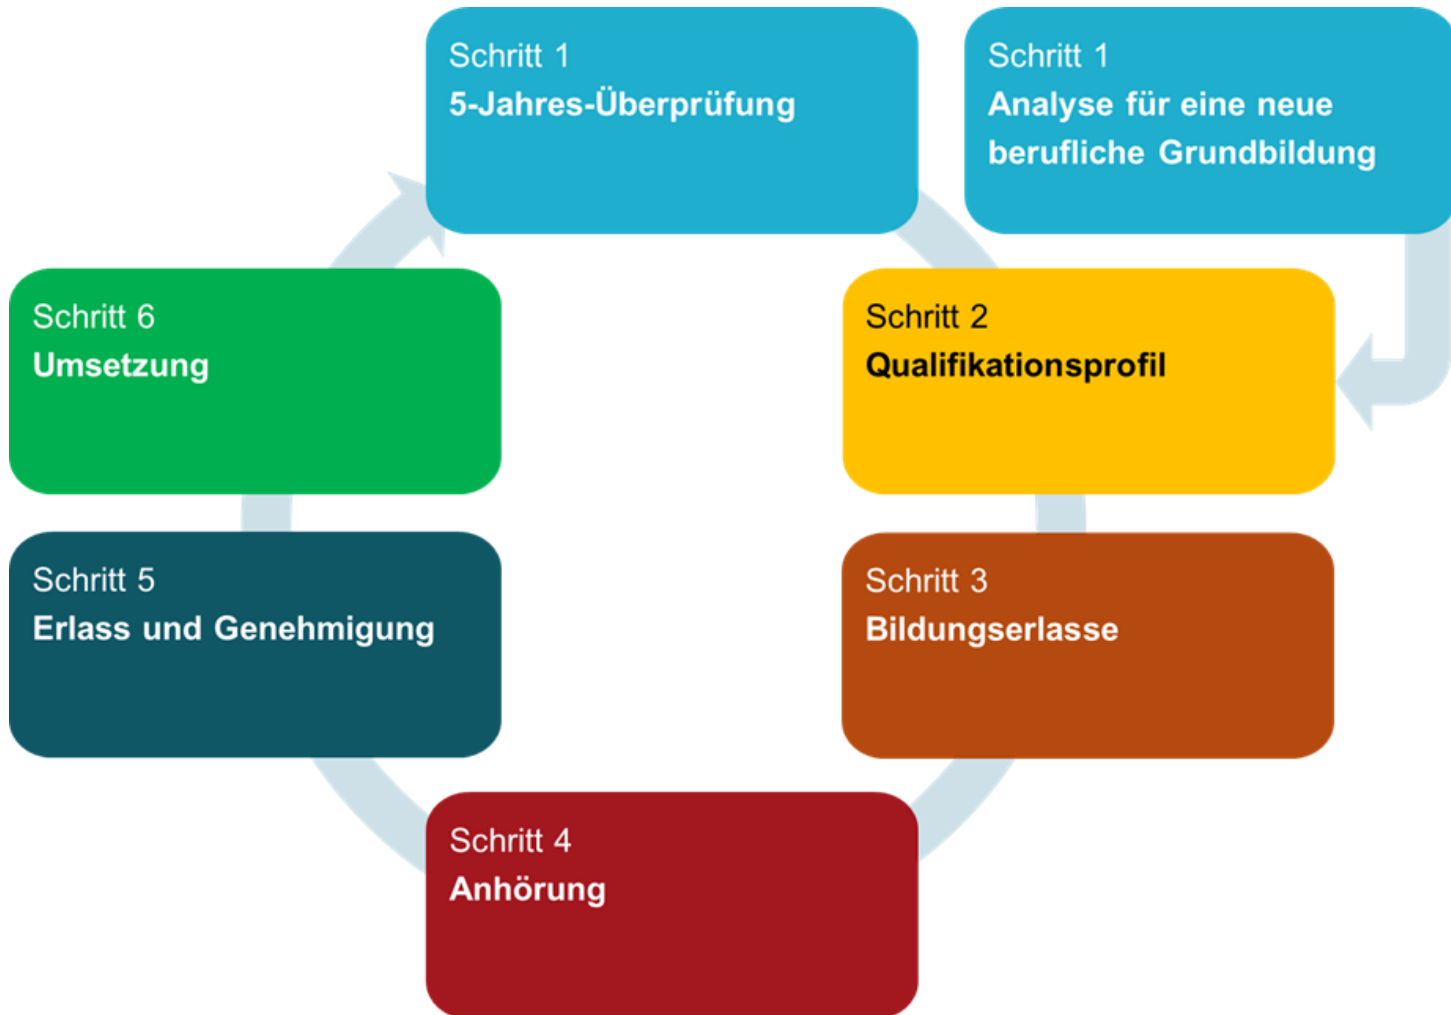 Schritt 1
5-Jahres-Überprüfung
Schritt 1
Analyse für eine neue
berufliche Grundbildung
Schritt 2
Qualifikationsprofil
Schritt 3
Bildungserlasse
Schritt 4
Anhörung
Schritt 5
Erlass und Genehmigung
Schritt 6
Umsetzung